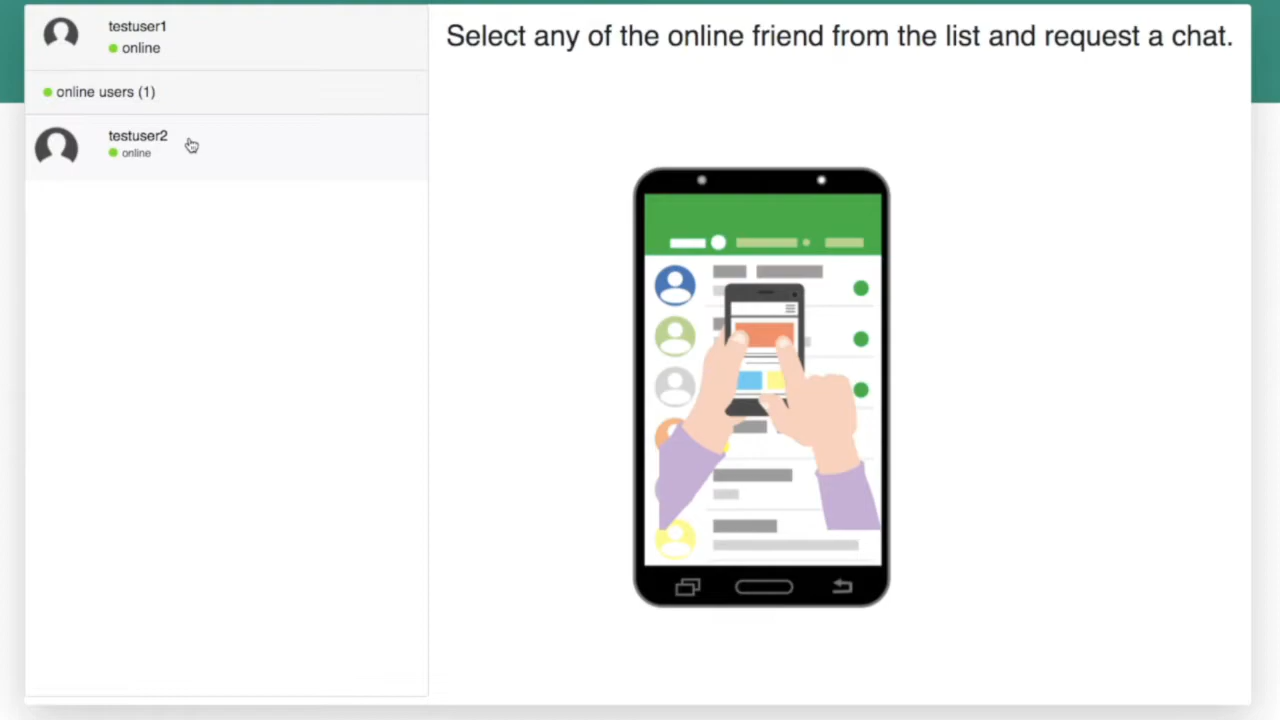 testuser1
online
Select any of the online friend from the list and request a chat.
online users (1)
testuser2
online